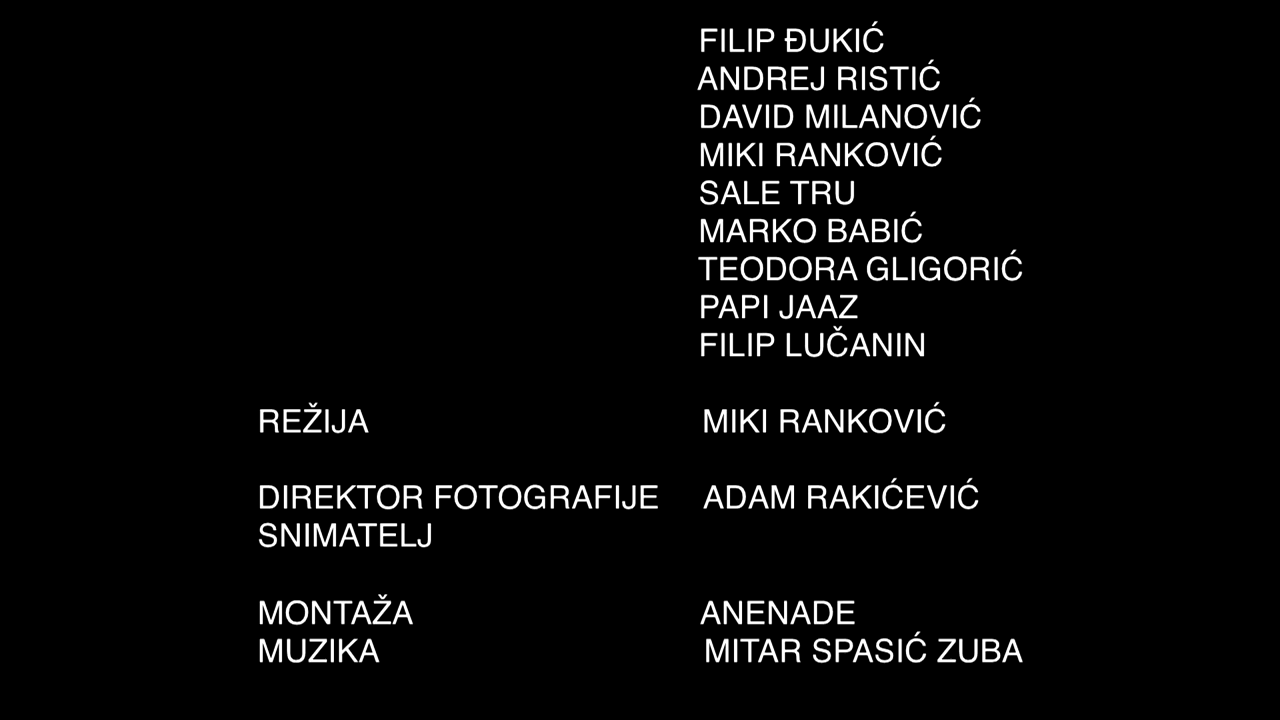 FILIP ĐUKIĆ
ANDREJ RISTIĆ
DAVID MILANOVIĆ
MIKI RANKOVIĆ
SALE TRU
MARKO BABIĆ
TEODORA GLIGORIĆ
PAPI JAAZ
FILIP LUČANIN
REŽIJA MIKI RANKOVIĆ
DIREKTOR FOTOGRAFIJE ADAM RAKIĆEVIĆ
SNIMATELJ
MONTAŽA ANENADE
MUZIKA MITAR SPASIĆ ZUBA